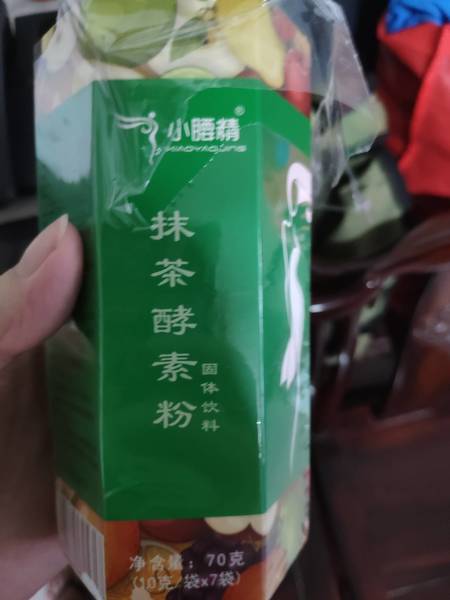 小腰精®
XIAOYAOJING
抹茶酵素粉
固体饮料
净含量：70克
(10克/袋x7袋)